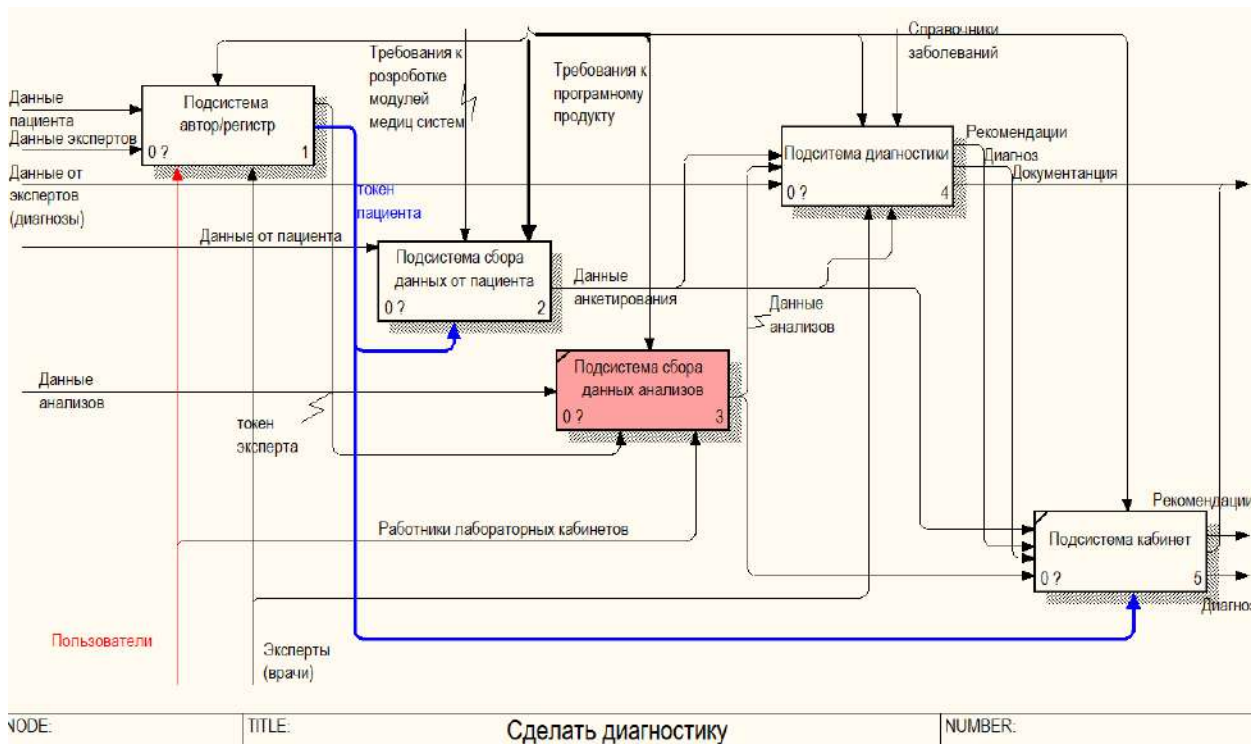 Справочники
заболеваний
Требования к
розроботке
модулей
медиц систем
Требования к
програмному
продукту
Данные
пациента
Данные экспертов
Подсистема
автор/регистр
0 ?
1
Данные от
экспертов
(диагнозы)
токен
пациента
Подситема диагностики
0 ?
4
Рекомендации
Диагноз
Документанция
Данные от пациента
Подсистема сбора
данных от пациента
0 ?
2
Данные
анкетирования
Данные
анализов
Данные
анализов
Подсистема сбора
данных анализов
0 ?
3
токен
эксперта
Работники лабораторных кабинетов
Подсистема кабинет
0 ?
5
Рекомендации
Диагноз
Пользователи
Эксперты
(врачи)
NODE:
TITLE:
Сделать диагностику
NUMBER: